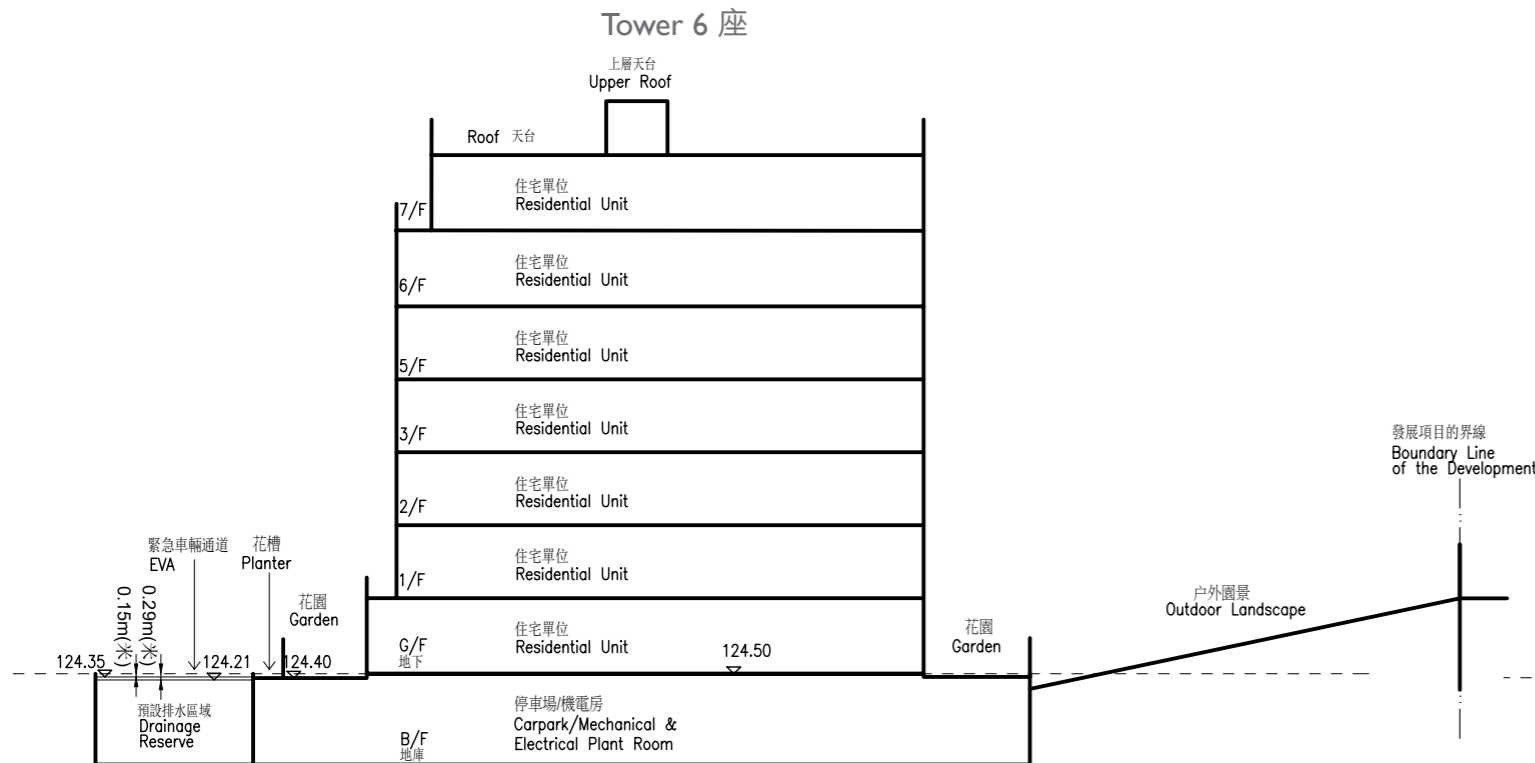 Tower 6 座
上層天台
Upper Roof
Roof 天台
住宅單位
Residential Unit
7/F
住宅單位
Residential Unit
6/F
住宅單位
Residential Unit
5/F
住宅單位
Residential Unit
3/F
住宅單位
Residential Unit
2/F
住宅單位
Residential Unit
1/F
住宅單位
Residential Unit
G/F
地下
124.50
緊急車輛通道
EVA
花槽
Planter
花園
Garden
0.15m(米)
0.29m(米)
124.35
124.21
124.40
預設排水區域
Drainage
Reserve
停車場/機電房
Carpark/Mechanical &
Electrical Plant Room
B/F
地庫
花園
Garden
户外園景
Outdoor Landscape
發展項目的界線
Boundary Line
of the Development